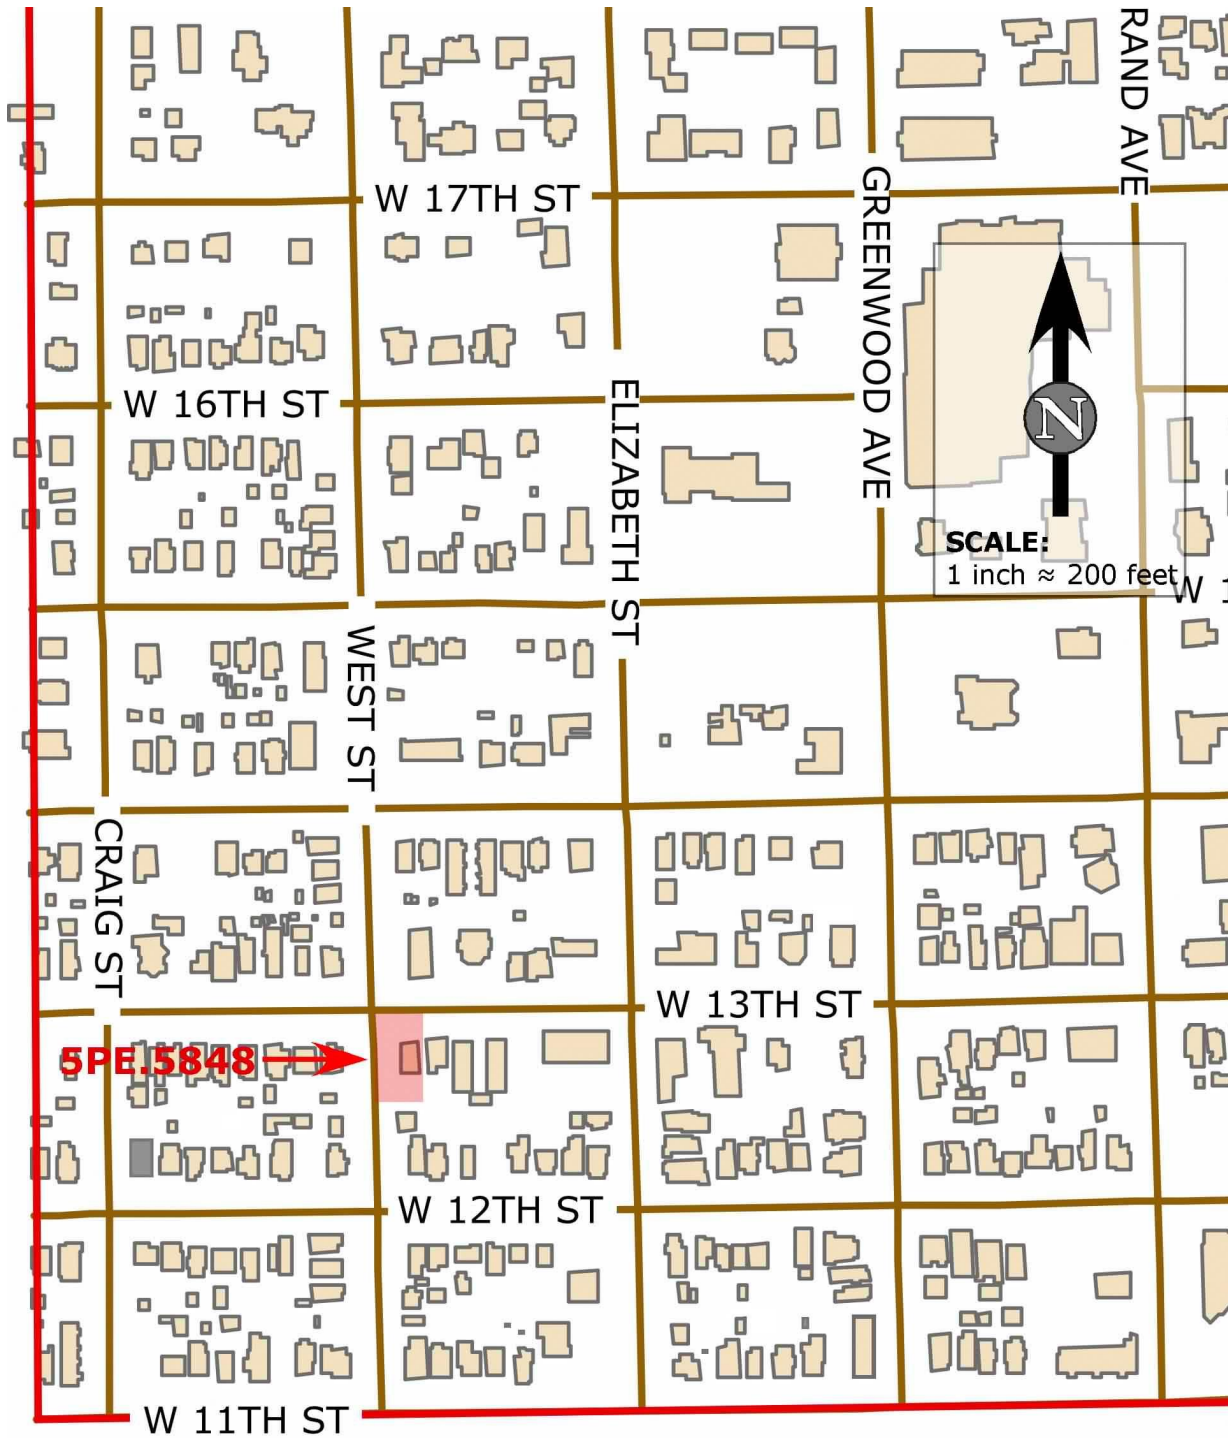 RAND AVE
W 17TH ST
GREENWOOD AVE
W 16TH ST
ELIZABETH ST
N
SCALE:
1 inch ≈ 200 feet
W 1
WEST ST
CRAIG ST
W 13TH ST
5PE.5848
W 12TH ST
W 11TH ST